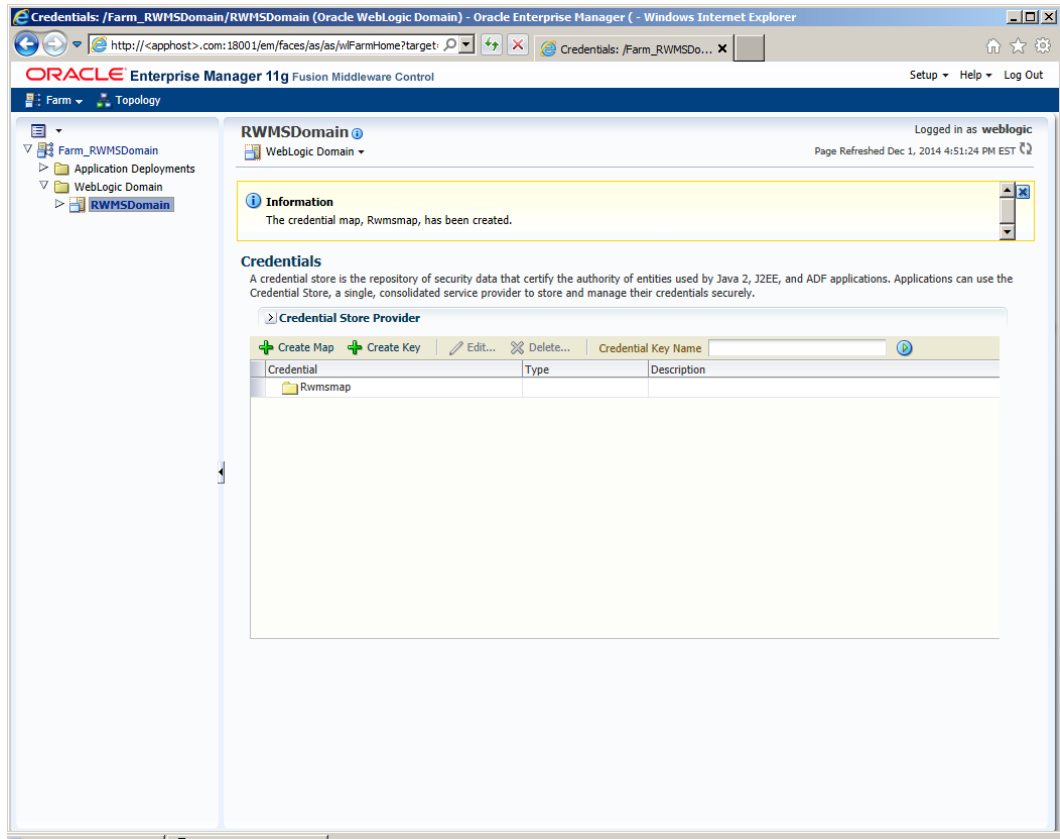 Credentials: /Farm_RWMSDomain/RWMSDomain (Oracle WebLogic Domain) - Oracle Enterprise Manager ( - Windows Internet Explorer
http://<apphost>.com:18001/em/faces/as/as/wlFarmHome?target
Credentials: /Farm_RWMSDo...
ORACLE Enterprise Manager 11g Fusion Middleware Control
Setup Help Log Out
Farm Topology
Farm_RWMSDomain
Application Deployments
WebLogic Domain
RWMSDomain
RWMSDomain
Logged in as weblogic
WebLogic Domain
Page Refreshed Dec 1, 2014 4:51:24 PM EST
Information
The credential map, Rwmsmap, has been created.
Credentials
A credential store is the repository of security data that certify the authority of entities used by Java 2, J2EE, and ADF applications. Applications can use the
Credential Store, a single, consolidated service provider to store and manage their credentials securely.
Credential Store Provider
Create Map Create Key Edit... Delete... Credential Key Name
Credential Type Description
Rwmsmap